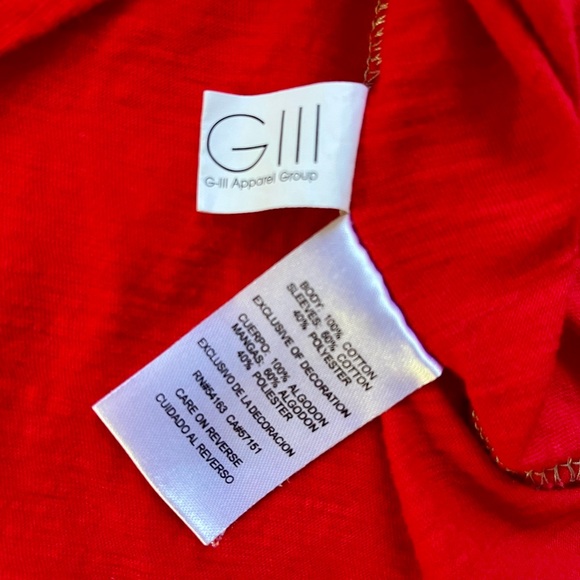 GIII
G-III Apparel Group
BODY: 100% COTTON
SLEEVES: 60% COTTON
40% POLYESTER
EXCLUSIVE OF DECORATION
CUERPO: 100% ALGODON
MANGAS: 60% ALGODON
40% POLIESTER
EXCLUSIVO DE LA DECORACION
RN#54163 CA#57151
CARE ON REVERSE
CUIDADO AL REVERSO